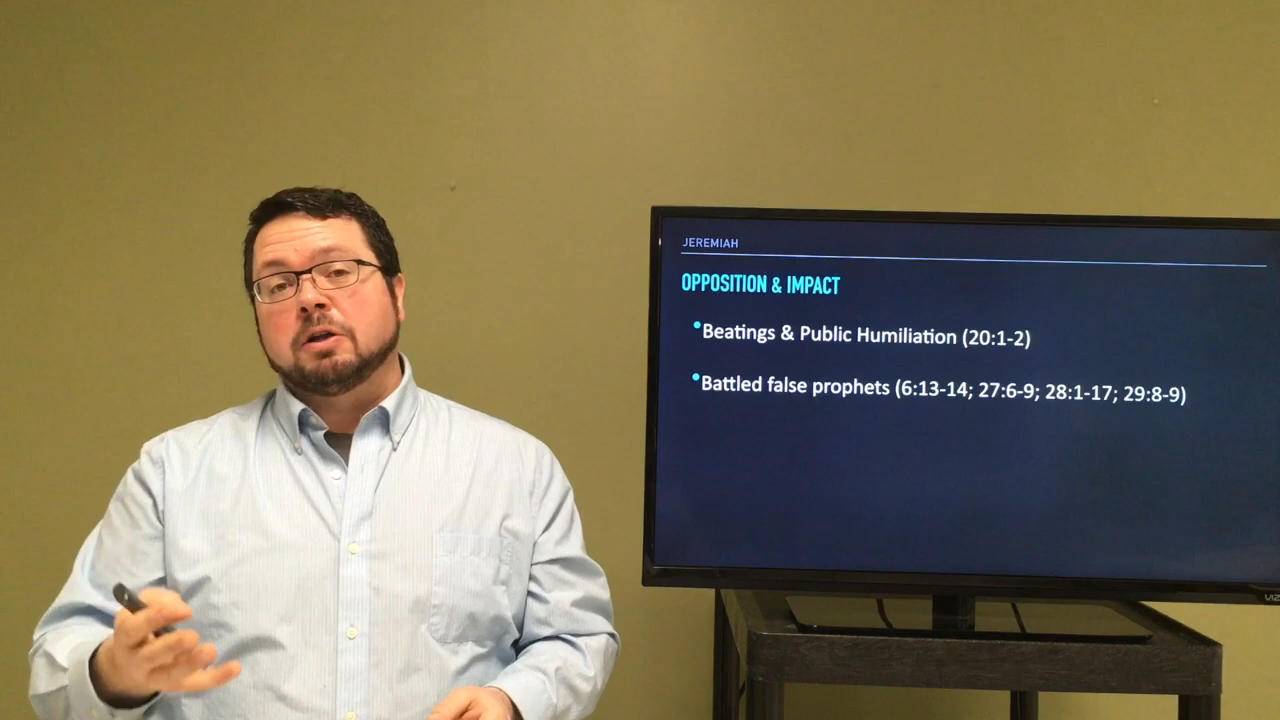 JEREMIAH
OPPOSITION & IMPACT
•Beatings & Public Humiliation (20:1-2)
•Battled false prophets (6:13-14; 27:6-9; 28:1-17; 29:8-9)